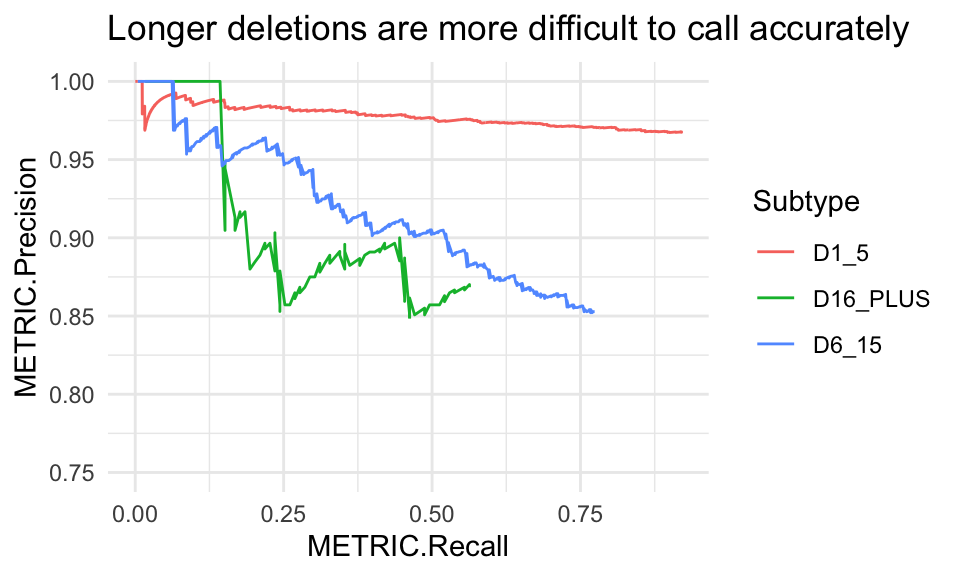 Longer deletions are more difficult to call accurately
METRIC.Precision
1.00
0.95
0.90
0.85
0.80
0.75
0.00 0.25 0.50 0.75
METRIC.Recall
Subtype
D1_5
D16_PLUS
D6_15